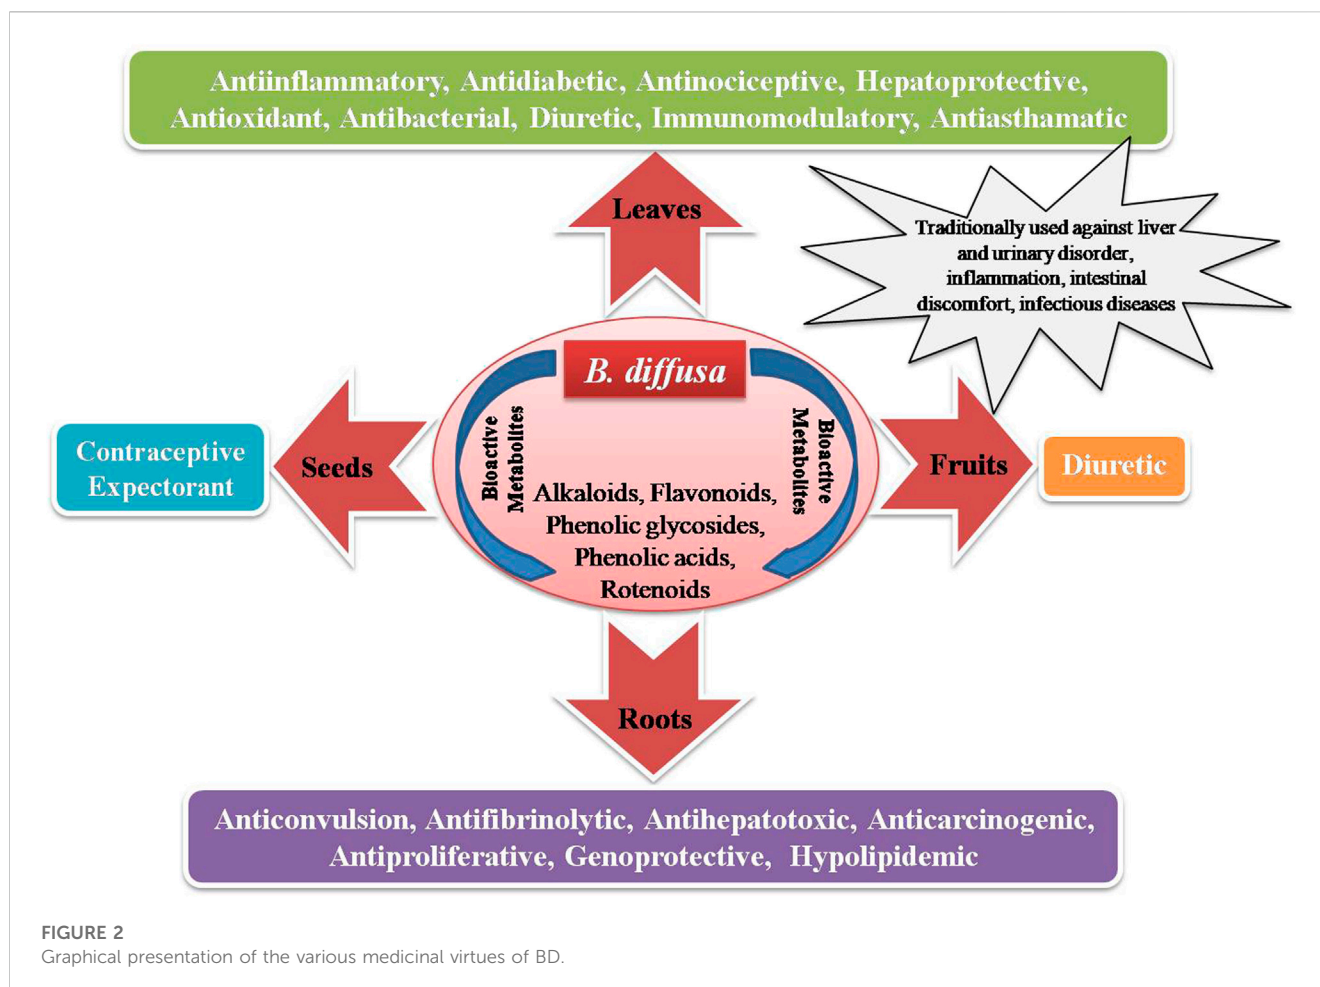 Antiinflammatory, Antidiabetic, Antinociceptive, Hepatoprotective,
Antioxidant, Antibacterial, Diuretic, Immunomodulatory, Antiasthamatic
Leaves
Traditionally used against liver
and urinary disorder,
inflammation, intestinal
discomfort, infectious diseases
B. diffusa
Bioactive
Metabolites
Bioactive
Metabolites
Contraceptive
Expectorant
Seeds
Fruits
Diuretic
Alkaloids, Flavonoids,
Phenolic glycosides,
Phenolic acids,
Rotenoids
Roots
Anticonvulsion, Antifibrinolytic, Antihepatotoxic, Anticarcinogenic,
Antiproliferative, Genoprotective, Hypolipidemic
FIGURE 2
Graphical presentation of the various medicinal virtues of BD.